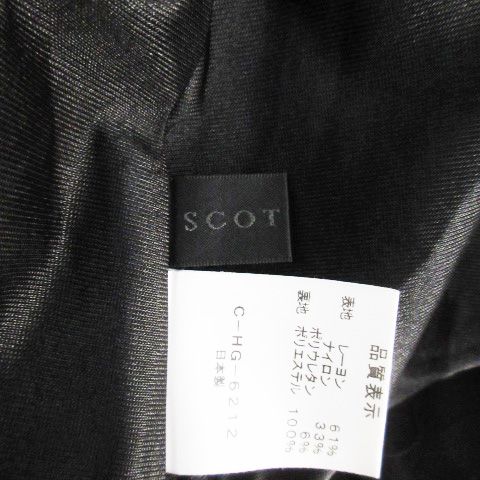 SCOT
品質表示
表地 レーヨン 61%
ナイロン 33%
ポリウレタン 6%
裏地 ポリエステル 100%
C-HG-6212
日本製